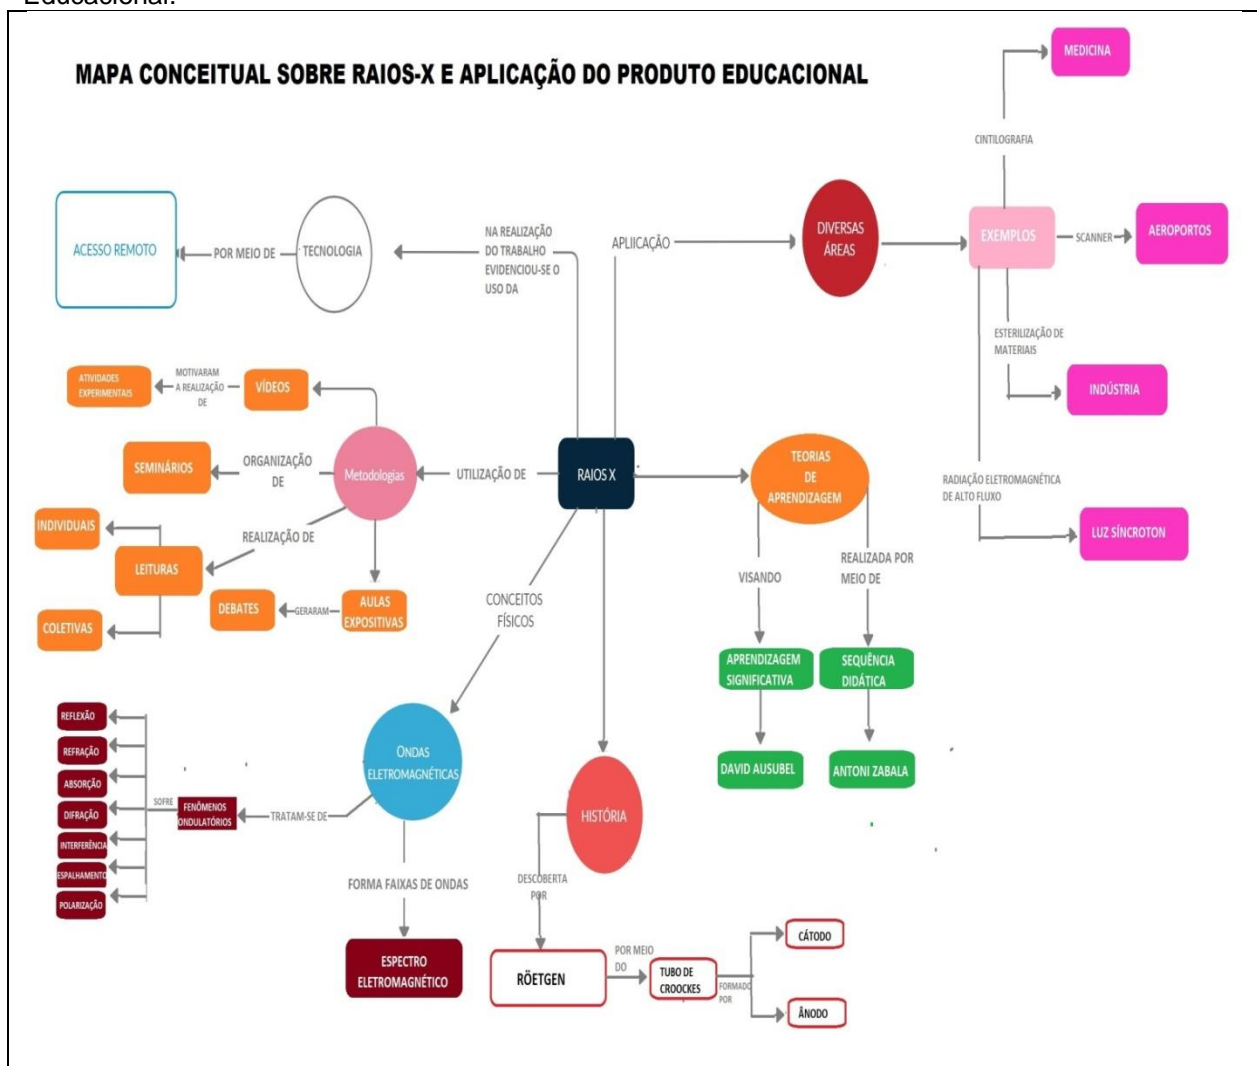 Educacional.
MAPA CONCEITUAL SOBRE RAIOS-X E APLICAÇÃO DO PRODUTO EDUCACIONAL
MEDICINA
CINTILOGRAFIA
ACESSO REMOTO
POR MEIO DE
TECNOLOGIA
NA REALIZAÇÃO
DO TRABALHO
EVIDENCIOU-SE O
USO DA
APLIICAÇÃO
DIVERSAS
ÁREAS
EXEMPLOS
SCANNER
AEROPORTOS
ESTERILIZAÇÃO DE
MATERIAIS
INDÚSTRIA
RADIAÇÃO ELETROMAGNÉTICA
DE ALTO FLUXO
LUZ SÍNCROTON
ATIVIDADES
EXPERIMENTAIS
MOTIVARAM
A REALIZAÇÃO
DE
VÍDEOS
SEMINÁRIOS
ORGANIZAÇÃO
DE
Metodologias
UTILIZAÇÃO DE
RAIOS X
TEORIAS
DE
APRENDIZAGEM
INDIVIDUAIS
REALIZAÇÃO DE
LEITURAS
COLETIVAS
DEBATES
GERARAM
AULAS
EXPOSITIVAS
CONCEITOS
FÍSICOS
VISANDO
REALIZADA POR
MEIO DE
APRENDIZAGEM
SIGNIFICATIVA
SEQUÊNCIA
DIDÁTICA
DAVID AUSUBEL
ANTONI ZABALA
REFLEXÃO
REFRAÇÃO
ABSORÇÃO
DIFRAÇÃO
INTERFERÊNCIA
ESPALHAMENTO
POLARIZAÇÃO
SOFRE
FENÔMENOS
ONDULATÓRIOS
TRATAM-SE DE
ONDAS
ELETROMAGNÉTICAS
HISTÓRIA
FORMA FAIXAS DE ONDAS
DESCOBERTA
POR
ESPECTRO
ELETROMAGNÉTICO
RÖETGEN
POR MEIO
DO
TUBO DE
CROOCKES
FORMADO
POR
CÁTODO
ÂNODO